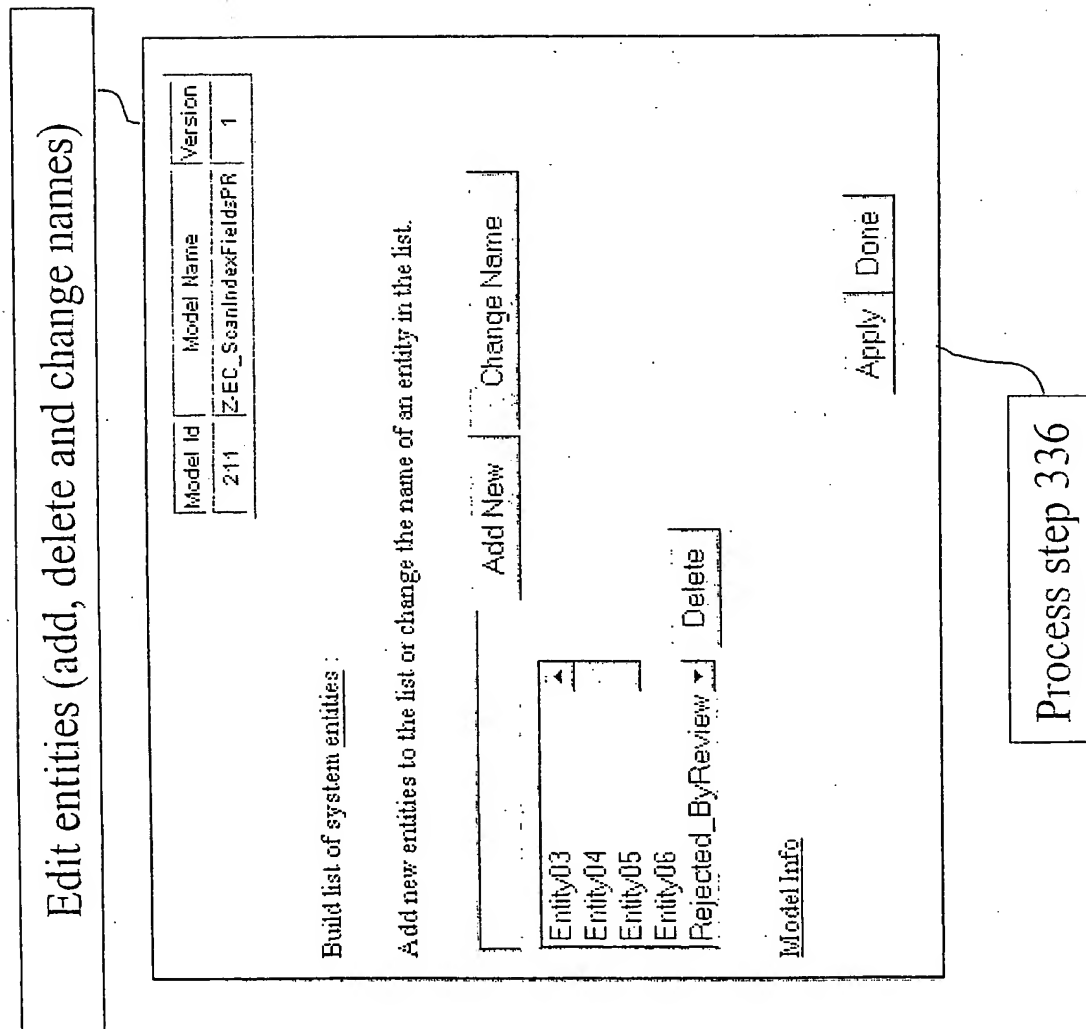 Edit entities (add, delete and change names)
Model Id Model Name Version
211 Z-EC_ScanIndexFieldsPR 1
Build list of system entities :
Add new entities to the list or change the name of an entity in the list.
Add New Change Name
Entity03
Entity04
Entity05
Entity06
Rejected_ByReview Delete
Model Info
Apply Done
Process step 336